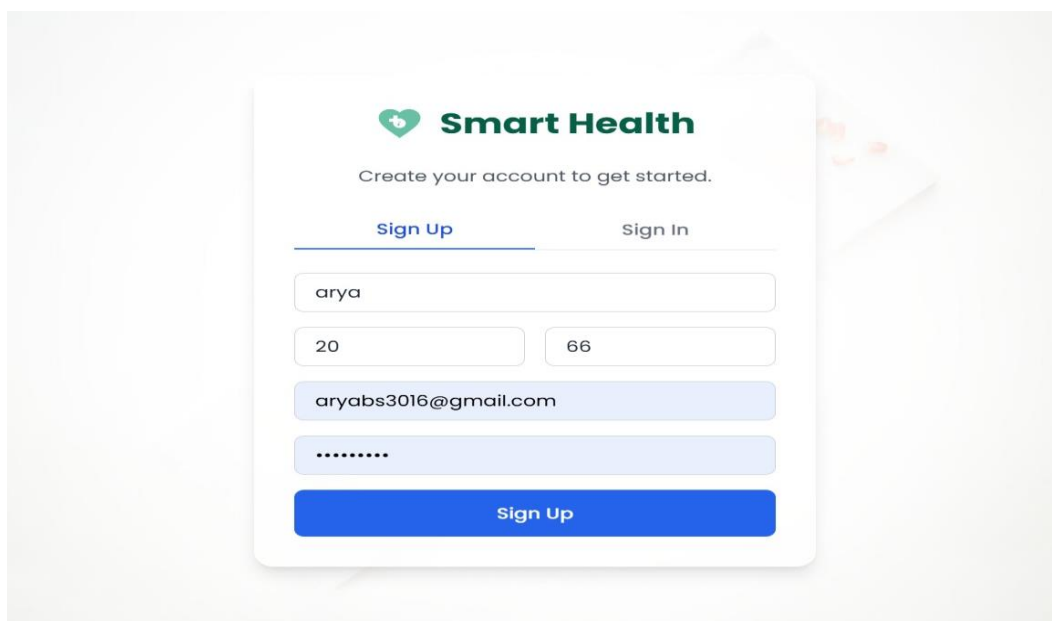 Smart Health
Create your account to get started.
Sign Up Sign In
arya
20 66
aryabs3016@gmail.com
•••••••••
Sign Up